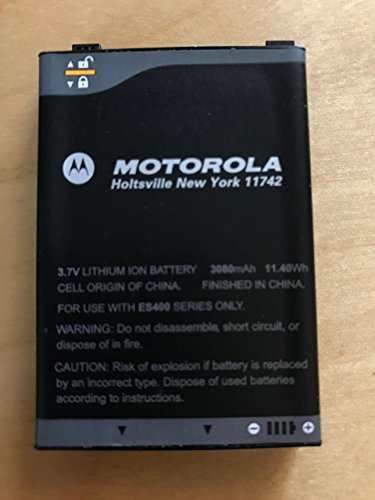 MOTOROLA
Holtsville New York 11742
3.7V LITHIUM ION BATTERY 3080mAh 11.40Wh
CELL ORIGIN OF CHINA. FINISHED IN CHINA.
FOR USE WITH ES400 SERIES ONLY.
WARNING: Do not disassemble, short circuit, or
dispose of in fire.
CAUTION: Risk of explosion if battery is replaced
by an incorrect type. Dispose of used batteries
according to instructions.